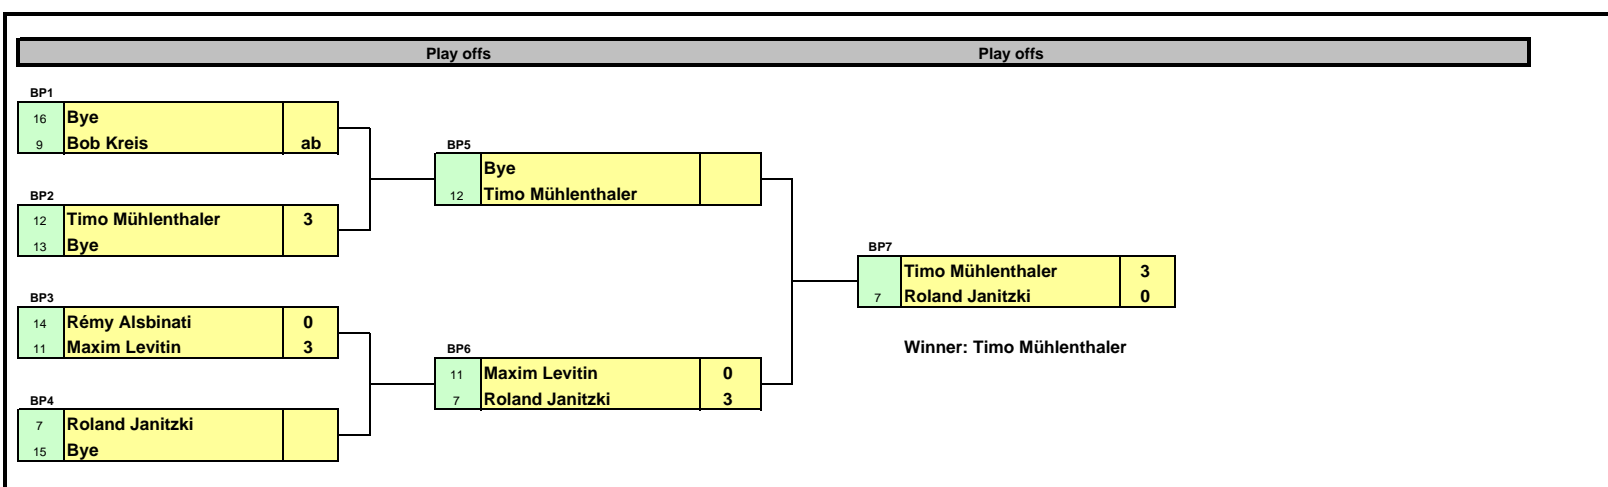 Play offs Play offs
BP1
16 Bye
9 Bob Kreis ab
BP2
12 Timo Mühlenthaler 3
13 Bye
BP3
14 Rémy Alsbinati 0
11 Maxim Levitin 3
BP4
7 Roland Janitzki
15 Bye
BP5
Bye
12 Timo Mühlenthaler
BP6
11 Maxim Levitin 0
7 Roland Janitzki 3
BP7
Timo Mühlenthaler 3
7 Roland Janitzki 0
Winner: Timo Mühlenthaler